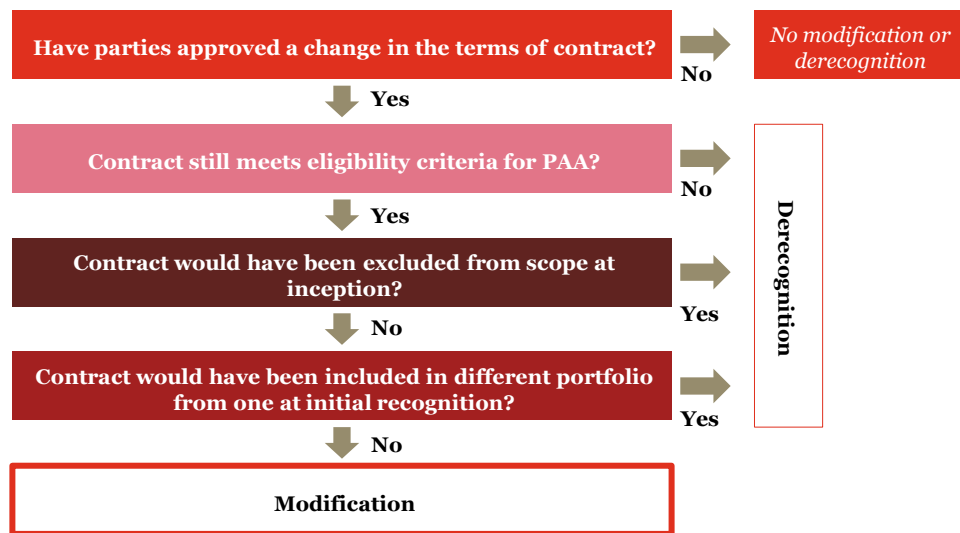 Have parties approved a change in the terms of contract?
No
No modification or
derecognition
Yes
Contract still meets eligibility criteria for PAA?
No
Yes
Derecognition
Contract would have been excluded from scope at
inception?
Yes
No
Contract would have been included in different portfolio
from one at initial recognition?
Yes
No
Modification